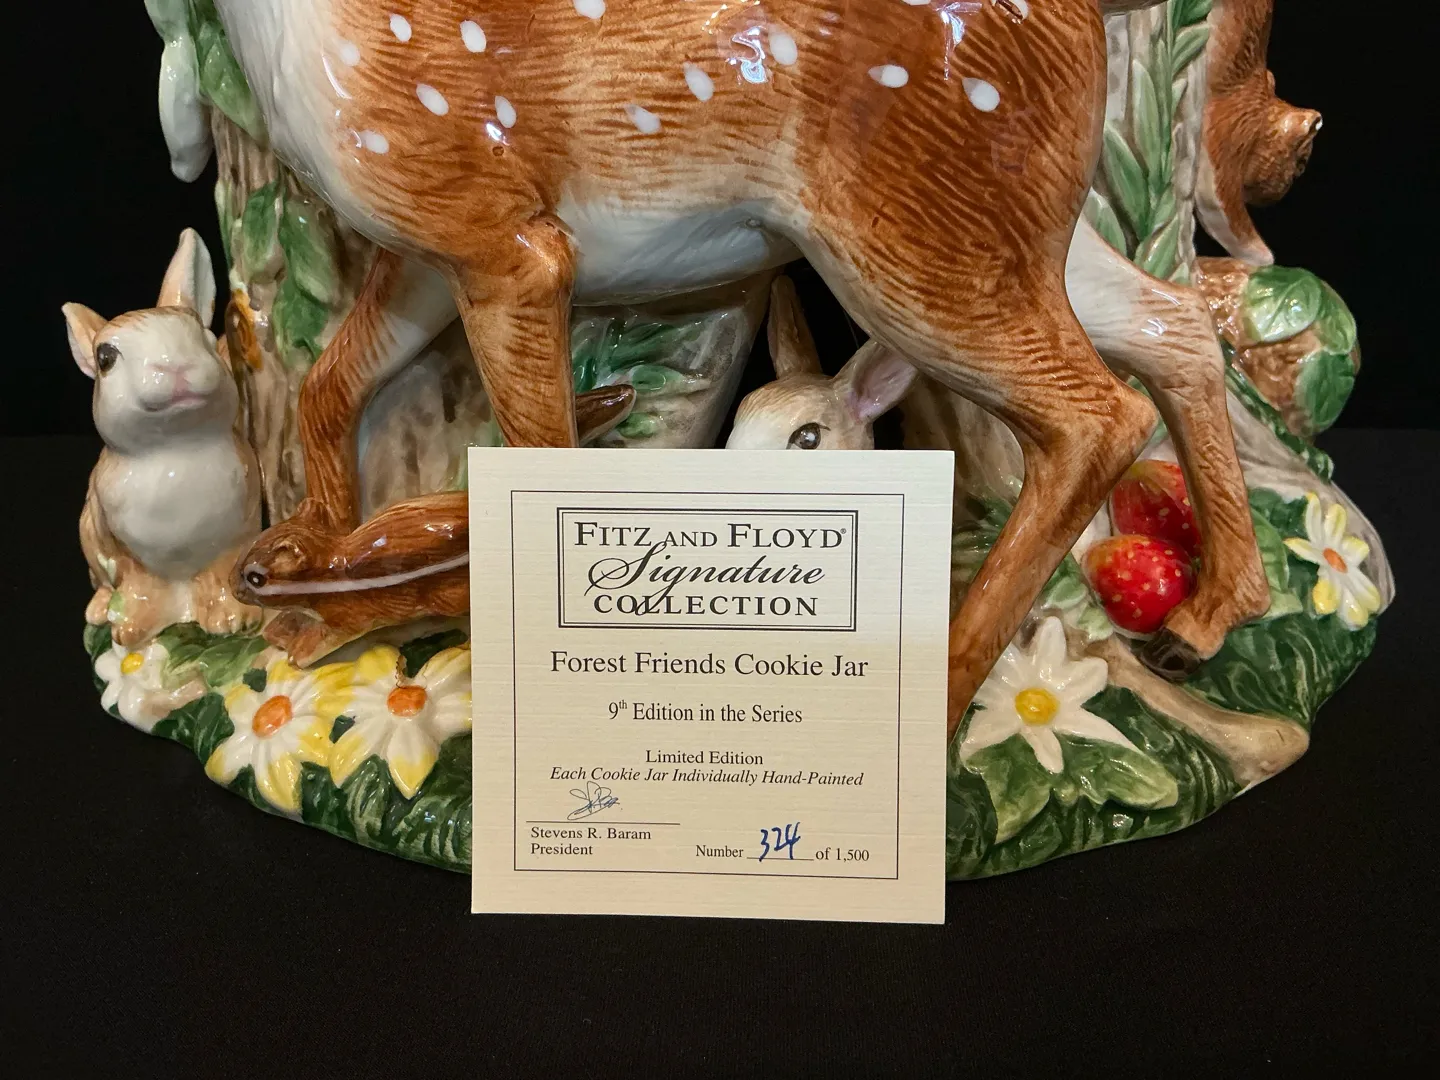 FITZ AND FLOYD®
Signature
COLLECTION
Forest Friends Cookie Jar
9th Edition in the Series
Limited Edition
Each Cookie Jar Individually Hand-Painted
Stevens R. Baram
President
Number 324 of 1,500